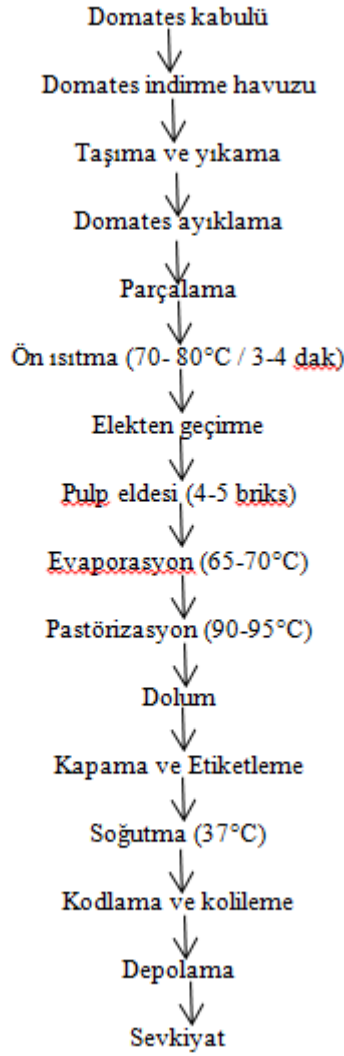 Domates kabulü
Domates indirme havuzu
Taşıma ve yıkama
Domates ayıklama
Parçalama
Ön ısıtma (70- 80°C / 3-4 dak)
Elekten geçirme
Pulp eldesi (4-5 briks)
Evaporasyon (65-70°C)
Pastörizasyon (90-95°C)
Dolum
Kapama ve Etiketleme
Soğutma (37°C)
Kodlama ve kolileme
Depolama
Sevkiyat